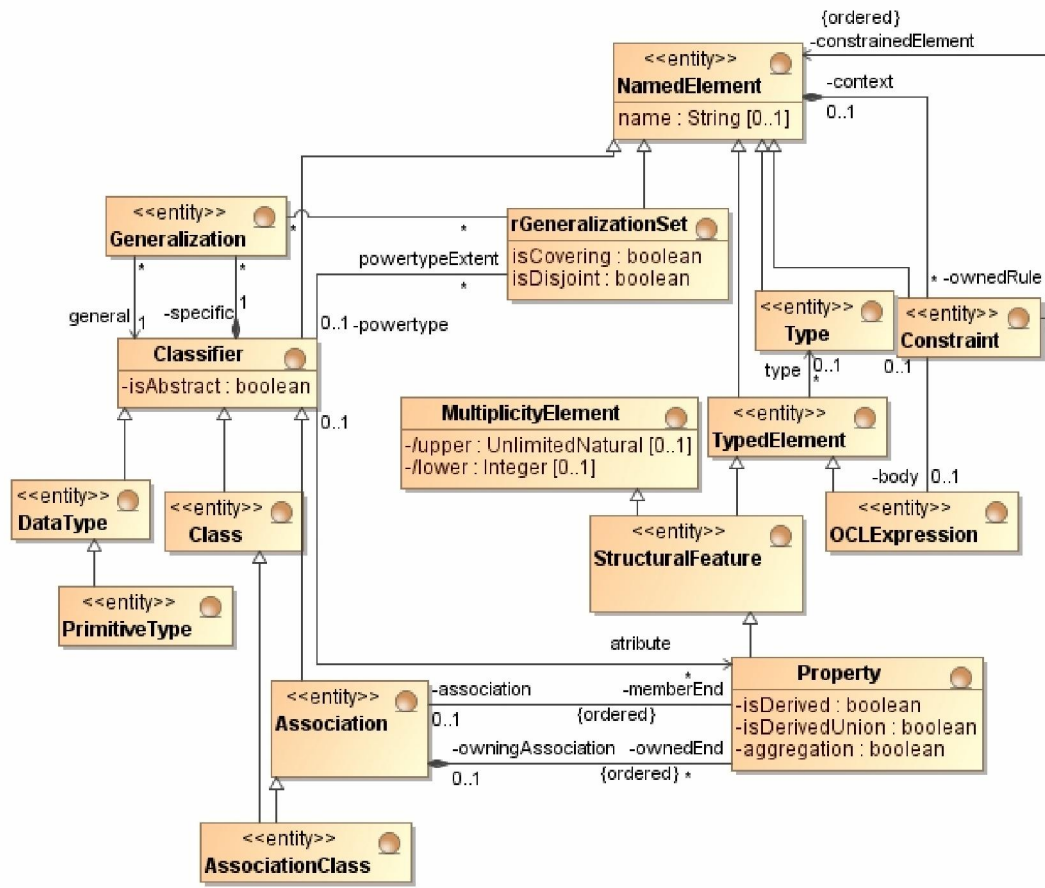 {ordered}
-constrainedElement
<<entity>>
NamedElement
name : String [0..1]
-context
0..1
<<entity>>
Generalization
*
*
rGeneralizationSet
isCovering : boolean
isDisjoint : boolean
powertypeExtent
*
*
*
general
1
-specific
1
0..1
-powertype
* -ownedRule
<<entity>>
Type
<<entity>>
Constraint
type
0..1
*
0..1
Classifier
-isAbstract : boolean
0..1
MultiplicityElement
-/upper : UnlimitedNatural [0..1]
-/lower : Integer [0..1]
<<entity>>
TypedElement
-body
0..1
<<entity>>
DataType
<<entity>>
Class
<<entity>>
StructuralFeature
<<entity>>
OCLExpression
<<entity>>
PrimitiveType
atribute
*
Property
-isDerived : boolean
-isDerivedUnion : boolean
-aggregation : boolean
<<entity>>
Association
-association
-memberEnd
0..1
{ordered}
-owningAssociation
-ownedEnd
0..1
{ordered} *
<<entity>>
AssociationClass